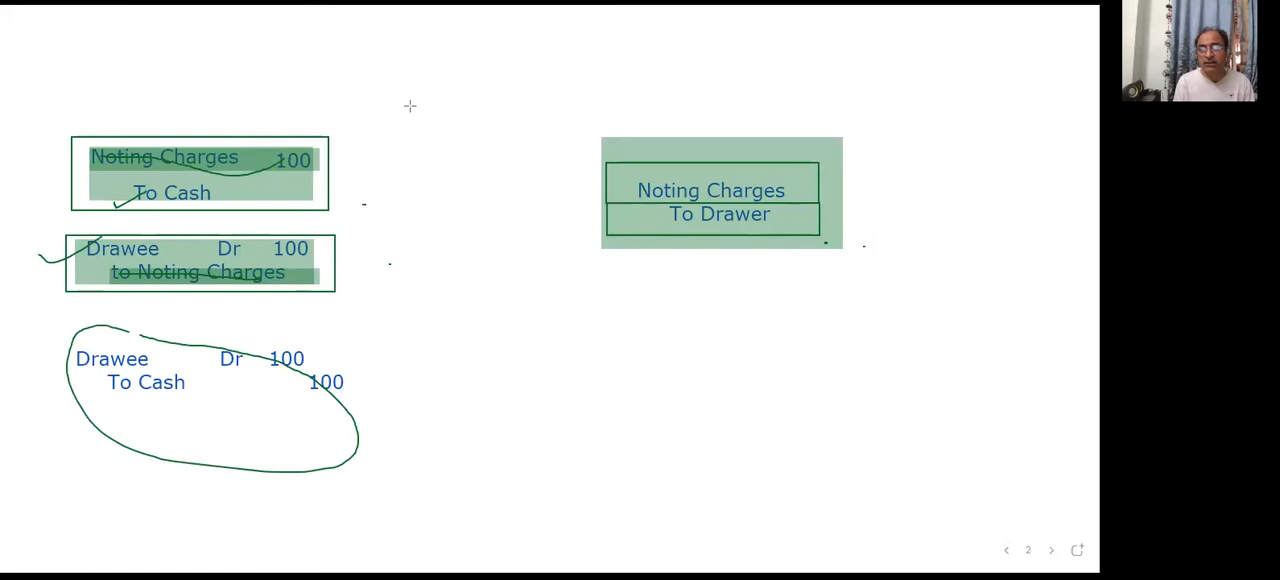 Noting Charges 100
To Cash
Drawee Dr 100
to Noting Charges
Drawee Dr 100
To Cash 100
Noting Charges
To Drawer
2